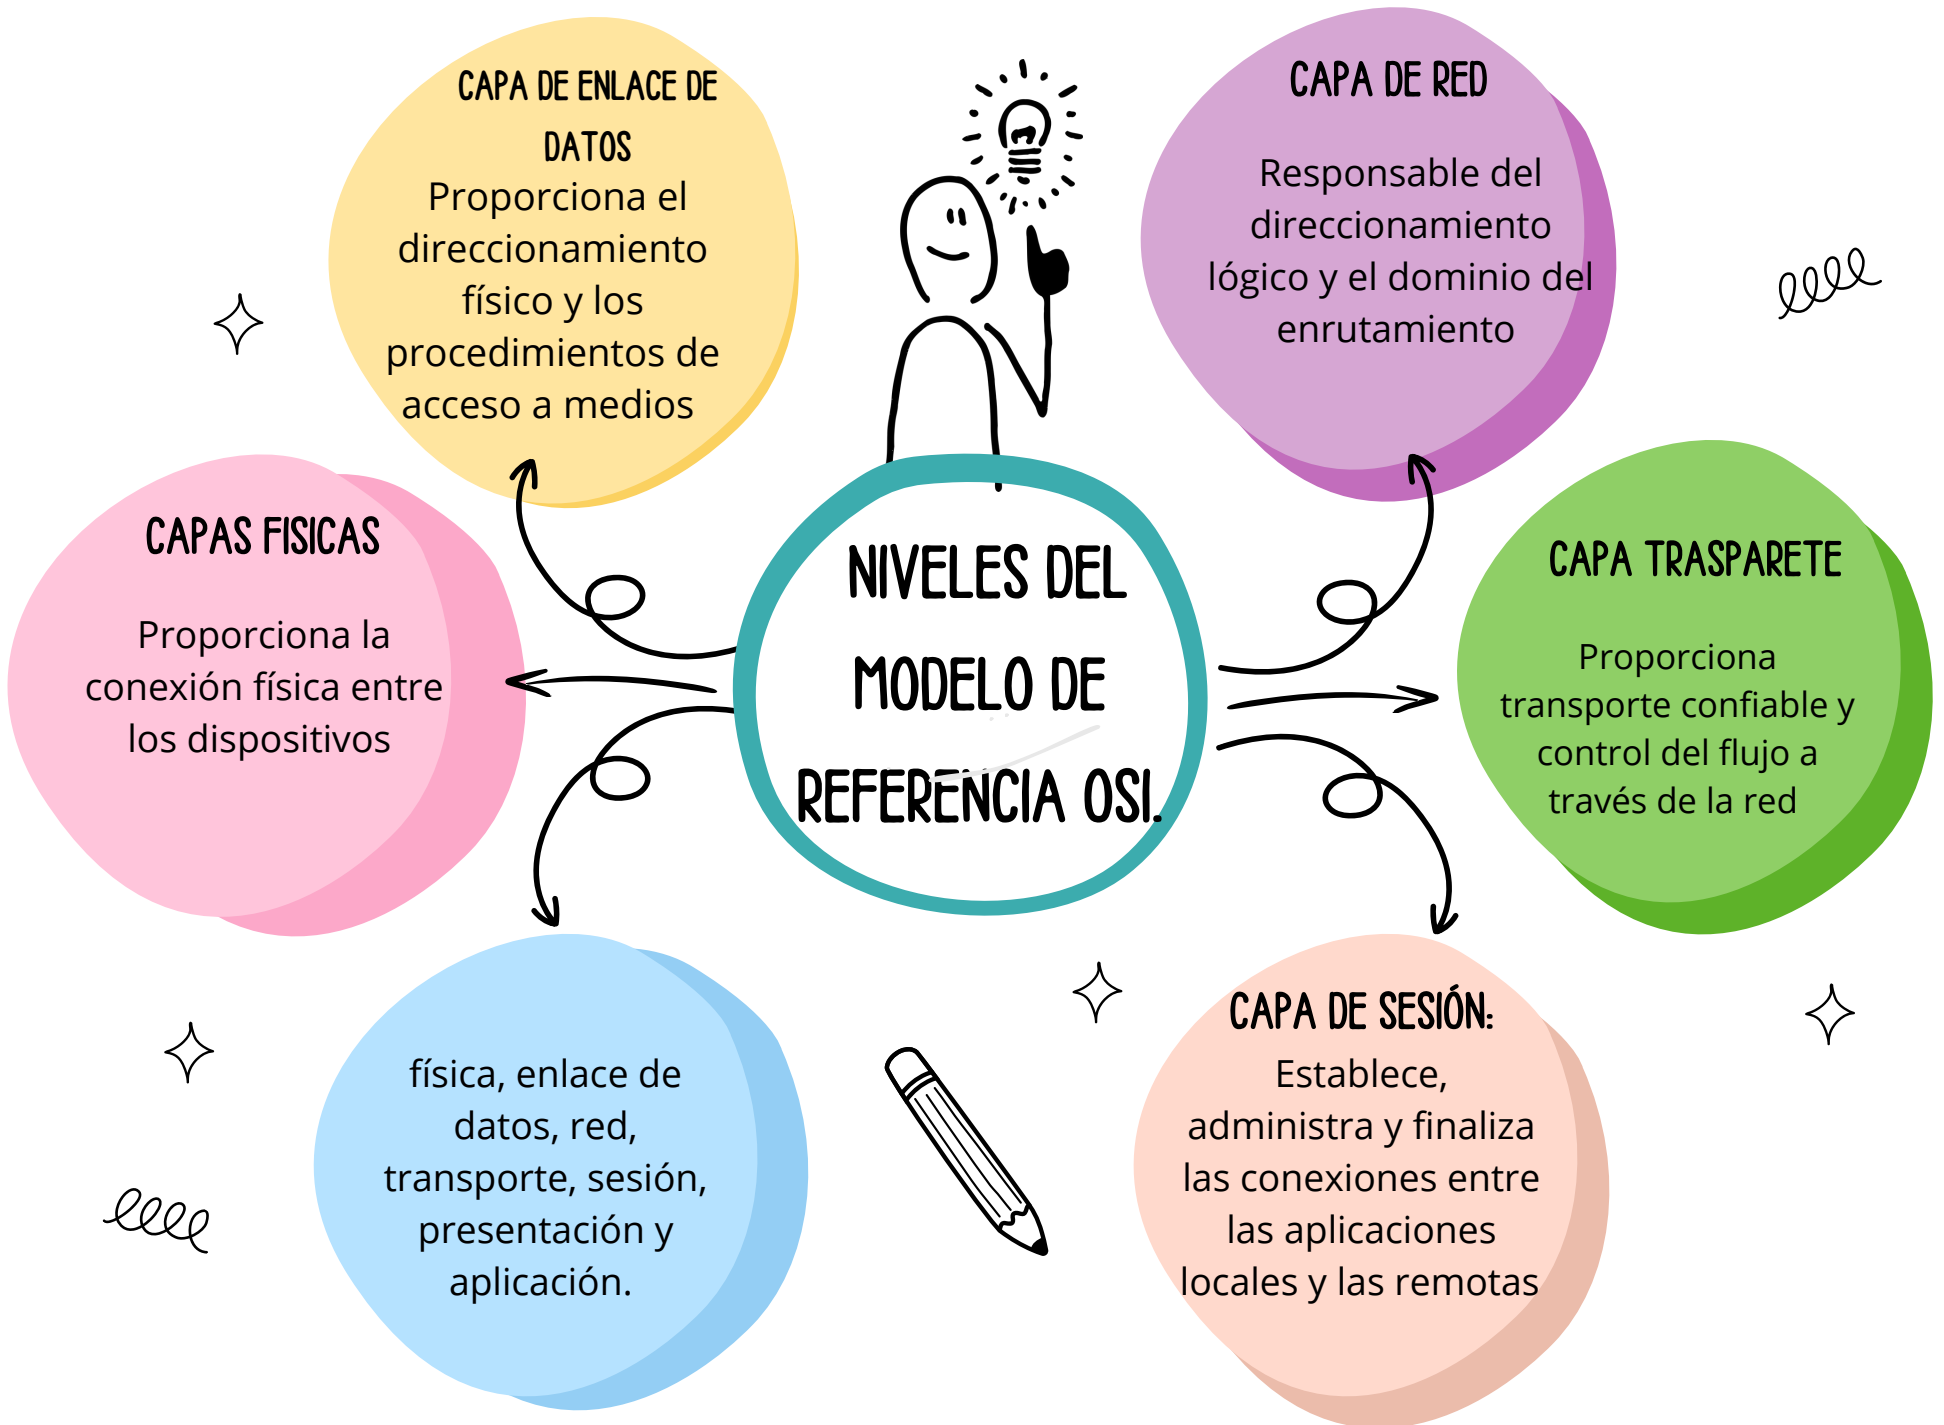 CAPA DE ENLACE DE
DATOS
Proporciona el
direccionamiento
físico y los
procedimientos de
acceso a medios
CAPA DE RED
Responsable del
direccionamiento
lógico y el dominio del
enrutamiento
CAPAS FISICAS
Proporciona la
conexión física entre
los dispositivos
NIVELES DEL
MODELO DE
REFERENCIA OSI.
CAPA TRASPARETE
Proporciona
transporte confiable y
control del flujo a
través de la red
física, enlace de
datos, red,
transporte, sesión,
presentación y
aplicación.
CAPA DE SESIÓN:
Establece,
administra y finaliza
las conexiones entre
las aplicaciones
locales y las remotas